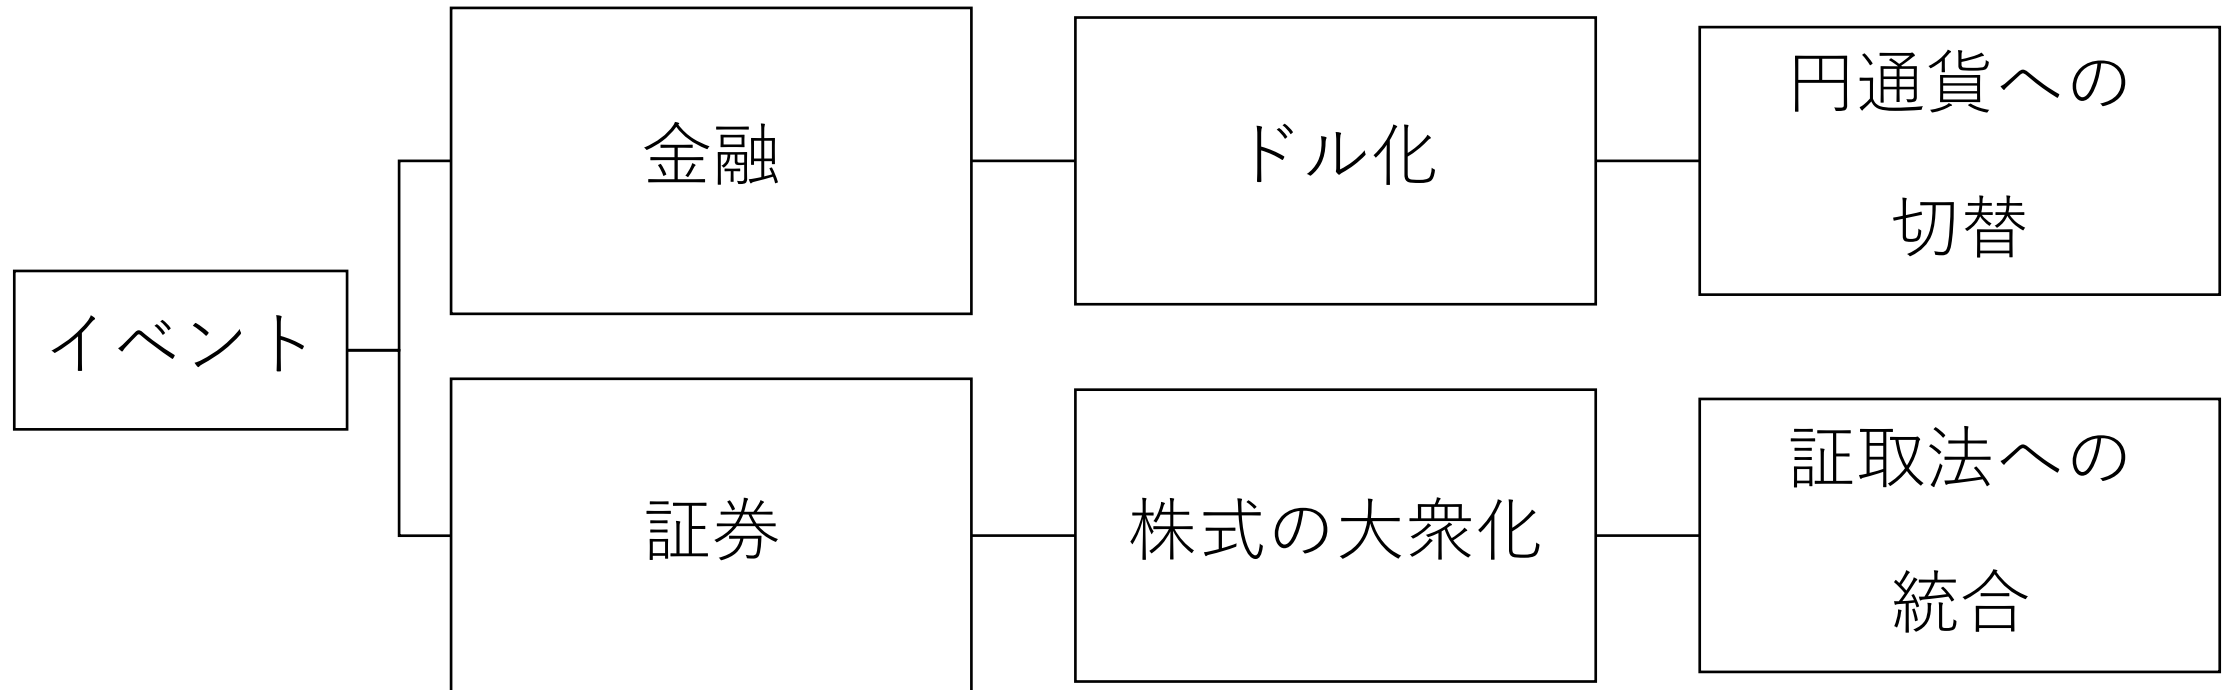 イベント
金融
ドル化
円通貨への
切替
証券
株式の大衆化
証取法への
統合